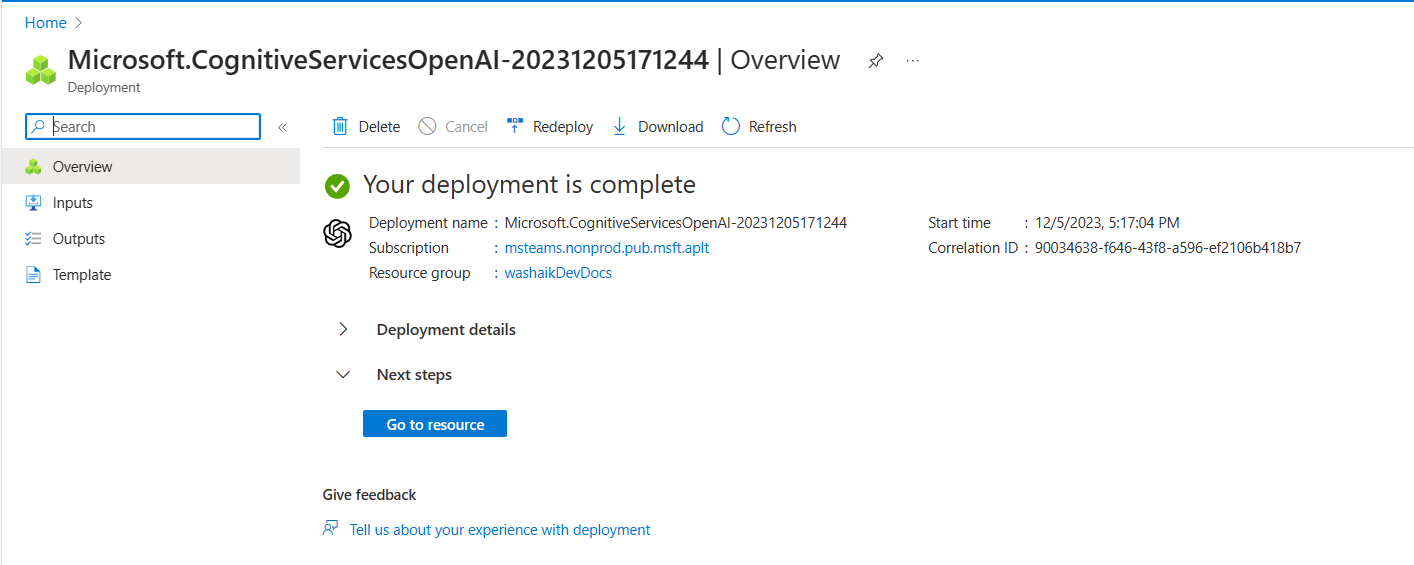 Home >
Microsoft.CognitiveServicesOpenAI-20231205171244 | Overview ...
Deployment
Search «
Delete Cancel Redeploy Download Refresh
Overview
Inputs
Outputs
Template
Your deployment is complete
Deployment name : Microsoft.CognitiveServicesOpenAI-20231205171244
Subscription : msteams.nonprod.pub.msft.aplt
Resource group : washaikDevDocs
Start time : 12/5/2023, 5:17:04 PM
Correlation ID : 90034638-f646-43f8-a596-ef2106b418b7
Deployment details
Next steps
Go to resource
Give feedback
Tell us about your experience with deployment